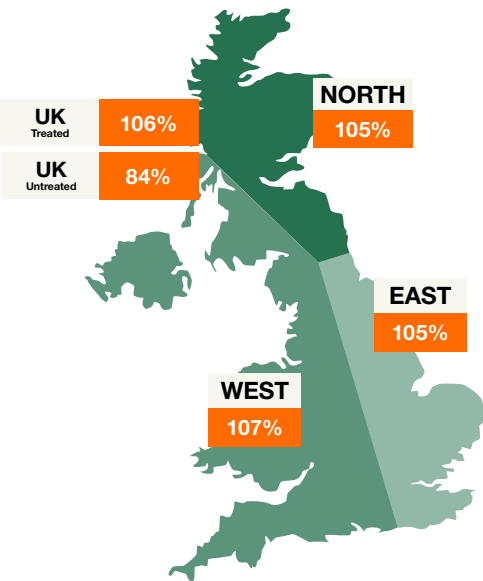 UK
Treated
106%
UK
Untreated
84%
NORTH
105%
EAST
105%
WEST
107%